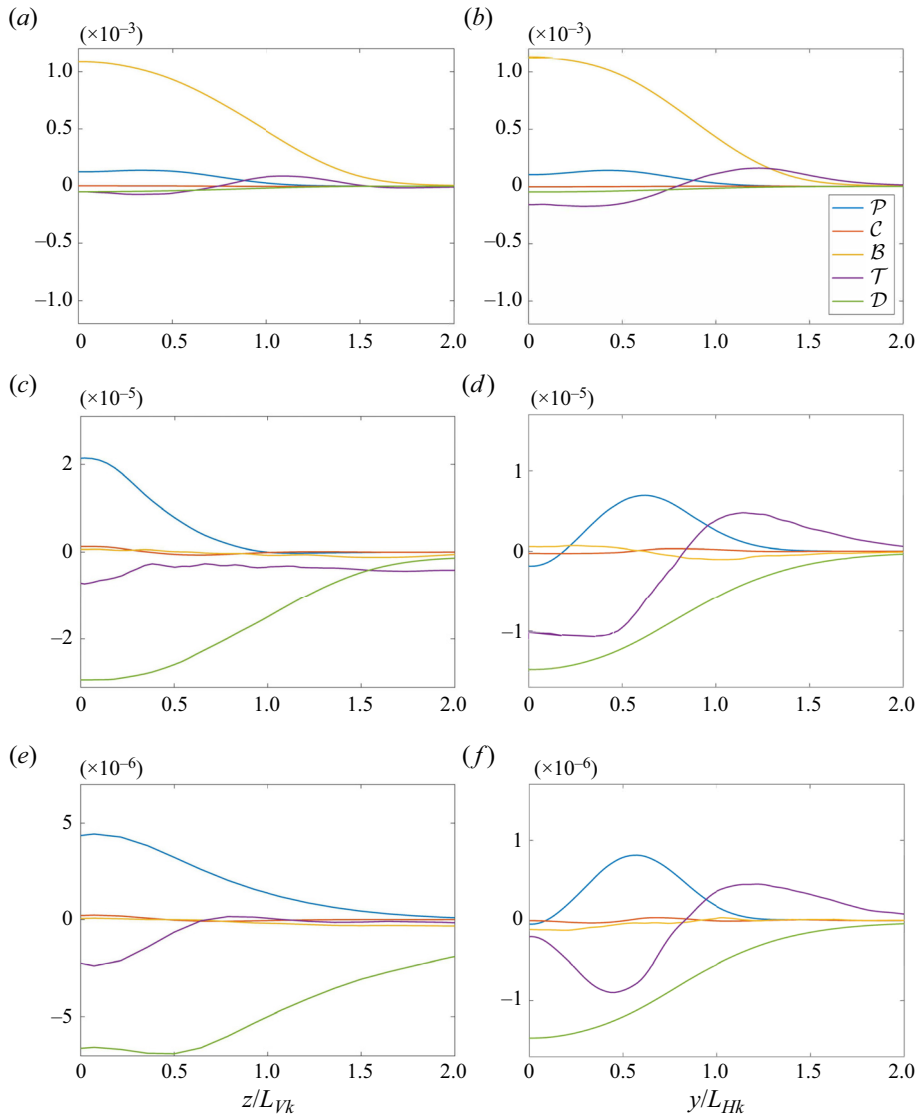 (a) (b)
(×10⁻³) (×10⁻³)
1.0 1.0
0.5 0.5
0 0
–0.5 –0.5
–1.0 –1.0
𝒫
𝒞
ℬ
𝒯
𝒟
0 0.5 1.0 1.5 2.0 0 0.5 1.0 1.5 2.0
(c) (d)
(×10⁻⁵) (×10⁻⁵)
2 1
0 0
–2 –1
0 0.5 1.0 1.5 2.0 0 0.5 1.0 1.5 2.0
(e) (f)
(×10⁻⁶) (×10⁻⁶)
5 1
0 0
–5 –1
0 0.5 1.0 1.5 2.0 0 0.5 1.0 1.5 2.0
z/L_{Vk} y/L_{Hk}